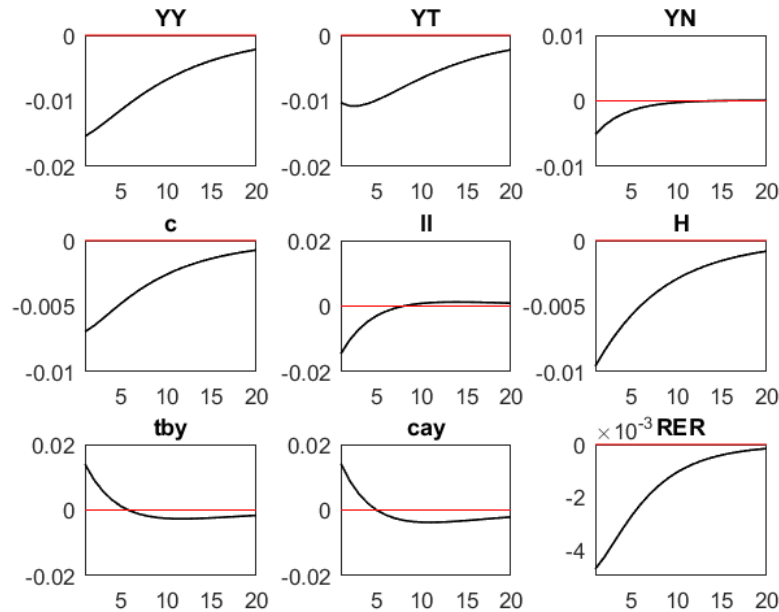 YY YT YN
0 0 0.01
-0.01 -0.01 0
-0.02 -0.02 -0.01
5 10 15 20 5 10 15 20 5 10 15 20
c II H
0 0.02 0
-0.005 0 -0.005
-0.01 -0.02 -0.01
5 10 15 20 5 10 15 20 5 10 15 20
tby cay ×10⁻³ RER
0.02 0.02 0
0 0 -2
-0.02 -0.02 -4
5 10 15 20 5 10 15 20 5 10 15 20